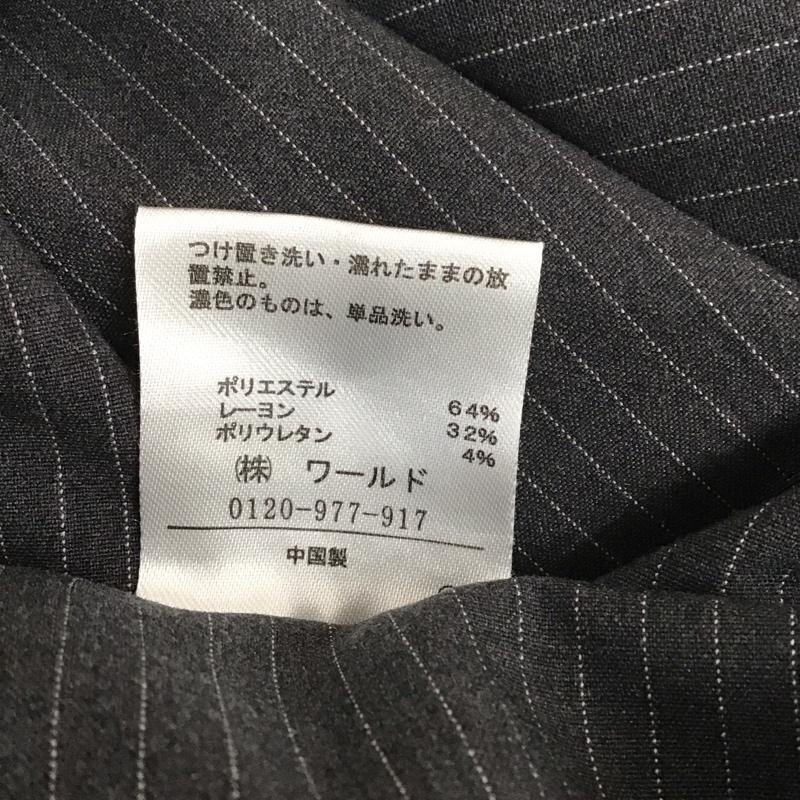 つけ置き洗い・濡れたままの放
置禁止。
濃色のものは、単品洗い。
ポリエステル 64%
レーヨン 32%
ポリウレタン 4%
㈱ ワールド
0120-977-917
中国製